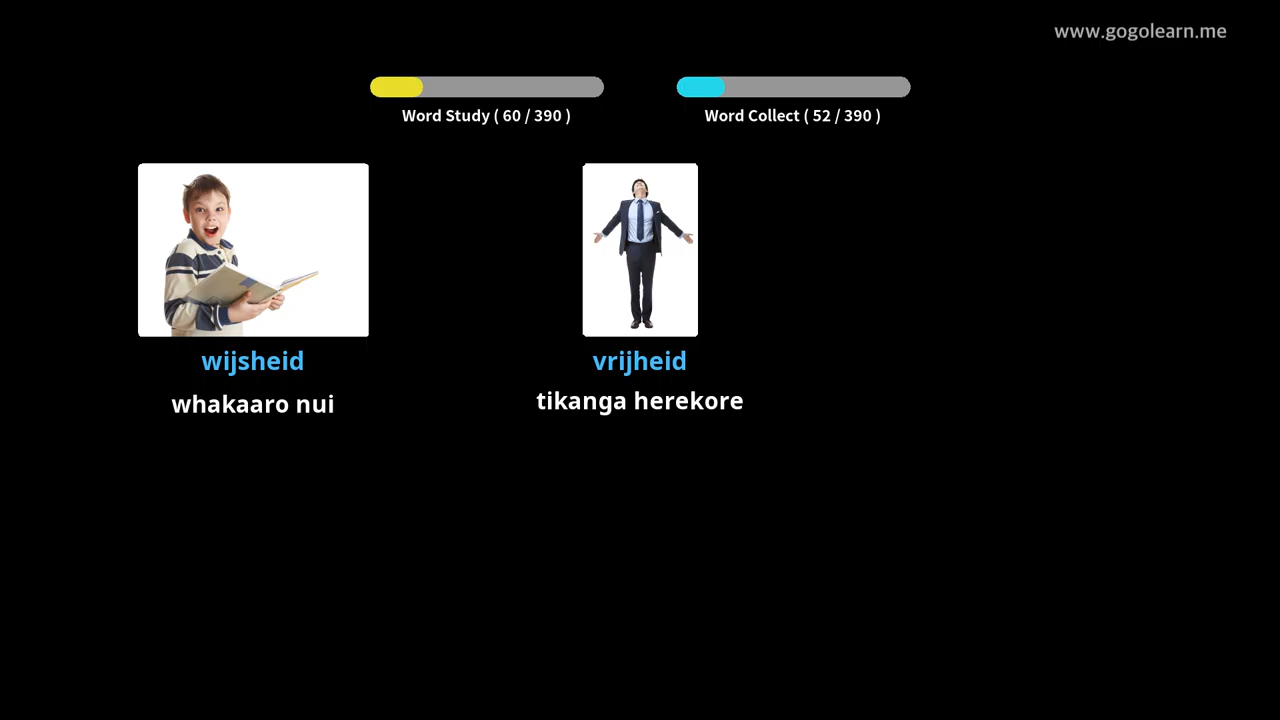 www.gogolearn.me
Word Study ( 60 / 390 )
Word Collect ( 52 / 390 )
wijsheid
whakaaro nui
vrijheid
tikanga herekore